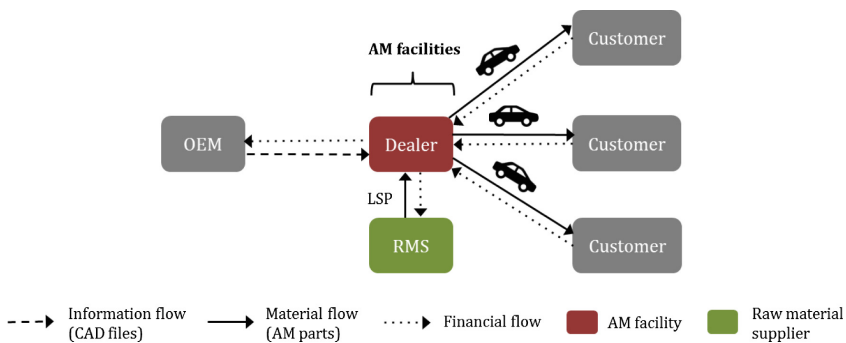 AM facilities
Customer
OEM
Dealer
Customer
LSP
RMS
Customer
Information flow
(CAD files)
Material flow
(AM parts)
Financial flow
AM facility
Raw material
supplier